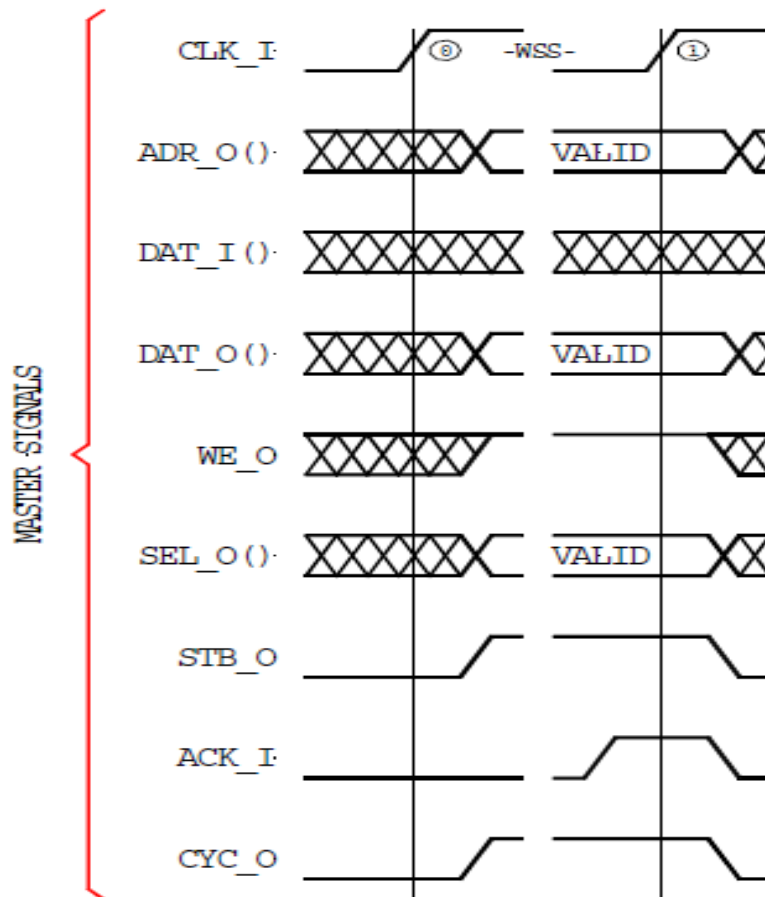 MASTER SIGNALS
CLK_I 0 -WSS- 1
ADR_O() VALID
DAT_I()
DAT_O() VALID
WE_O
SEL_O() VALID
STB_O
ACK_I
CYC_O